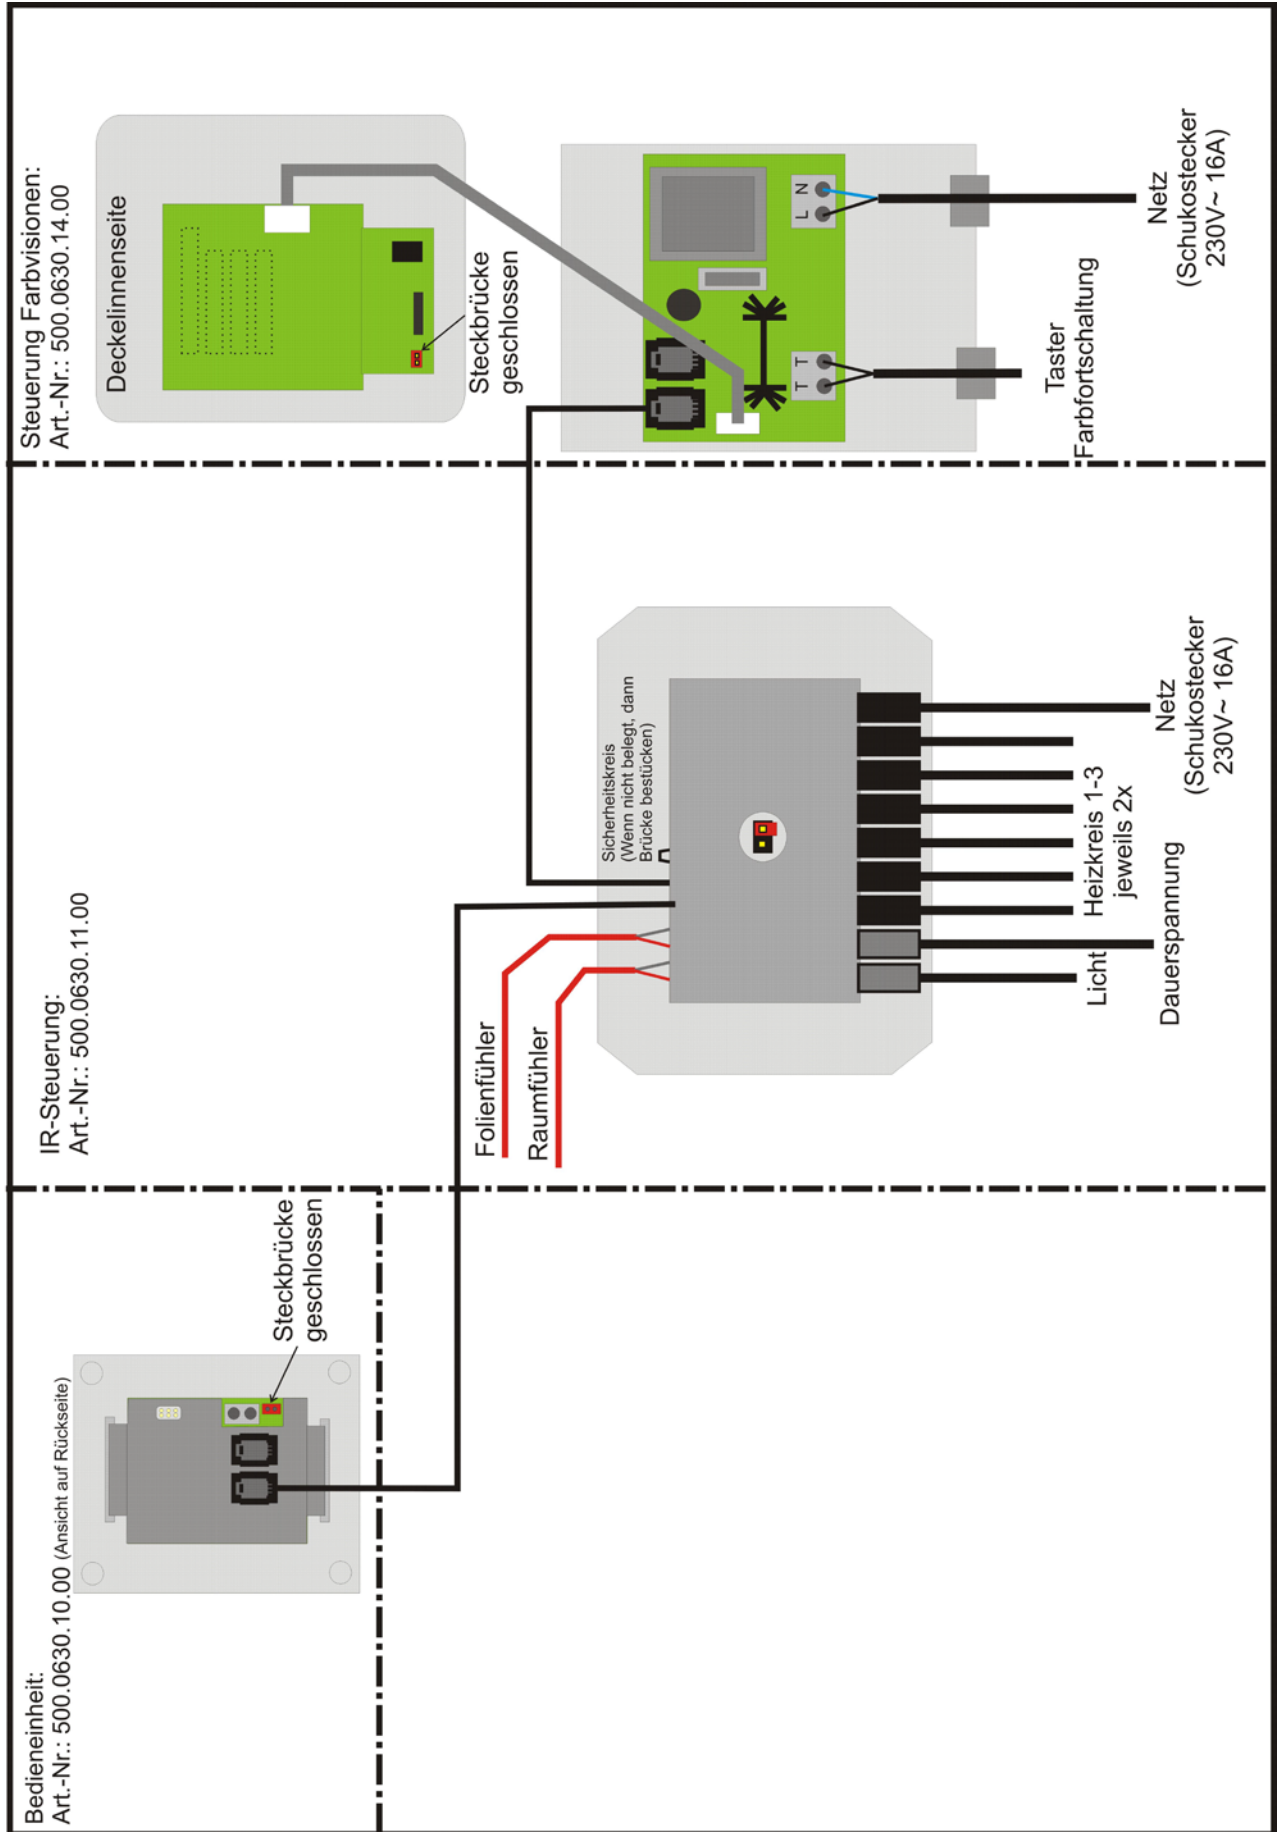 Bedieneinheit:
Art.-Nr.: 500.0630.10.00 (Ansicht auf Rückseite)
Steckbrücke
geschlossen
IR-Steuerung:
Art.-Nr.: 500.0630.11.00
Folienfühler
Raumfühler
Sicherheitskreis
(Wenn nicht belegt, dann
Brücke bestücken)
Licht
Dauerspannung
Heizkreis 1-3
jeweils 2x
Netz
(Schukostecker
230V~ 16A)
Steuerung Farbvisionen:
Art.-Nr.: 500.0630.14.00
Deckelinnenseite
Steckbrücke
geschlossen
T T
L N
Taster
Farbfortschaltung
Netz
(Schukostecker
230V~ 16A)